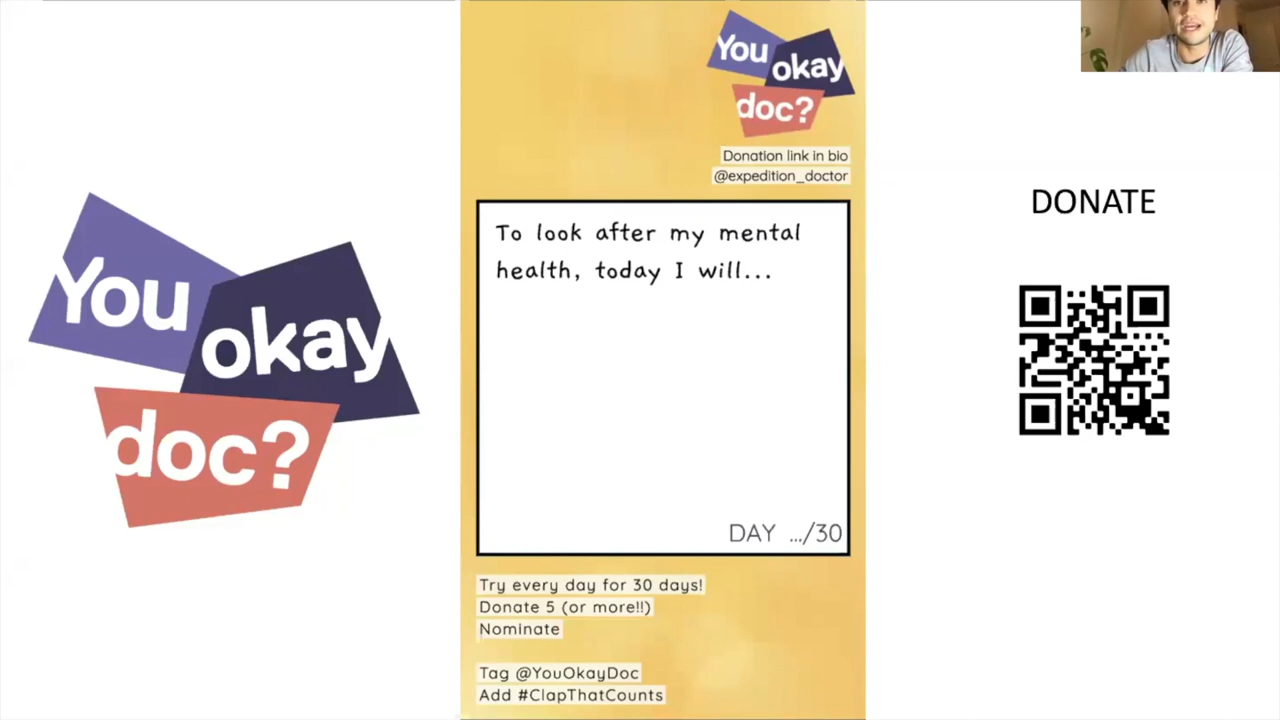 You
okay
doc?
You
okay
doc?
Donation link in bio
@expedition_doctor
To look after my mental
health, today I will...
DAY .../30
Try every day for 30 days!
Donate 5 (or more!!)
Nominate
Tag @YouOkayDoc
Add #ClapThatCounts
DONATE